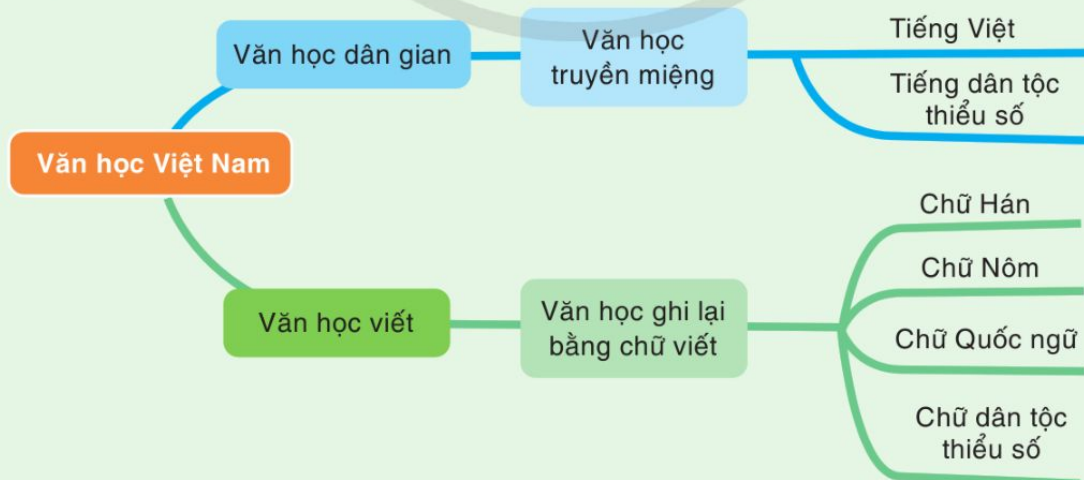 Văn học Việt Nam
Văn học dân gian
Văn học
truyền miệng
Tiếng Việt
Tiếng dân tộc
thiểu số
Văn học viết
Văn học ghi lại
bằng chữ viết
Chữ Hán
Chữ Nôm
Chữ Quốc ngữ
Chữ dân tộc
thiểu số